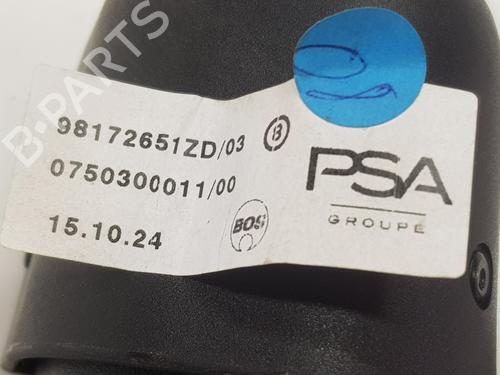 B-PARTS
98172651ZD/03 B
0750300011/00
15.10.24 BOS
PSA
GROUPE